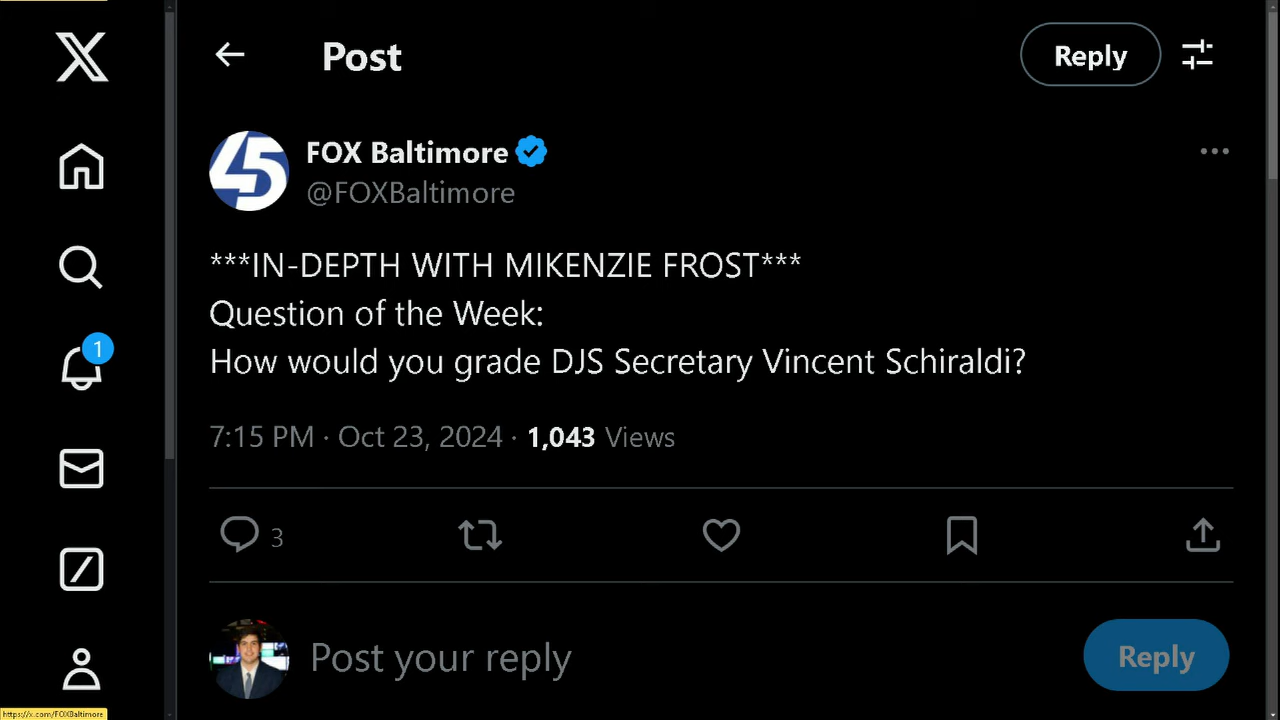 Post
Reply
45
FOX Baltimore
@FOXBaltimore
***IN-DEPTH WITH MIKENZIE FROST***
Question of the Week:
How would you grade DJS Secretary Vincent Schiraldi?
7:15 PM · Oct 23, 2024 · 1,043 Views
1
3
Post your reply
Reply
https://x.com/FOXBaltimore